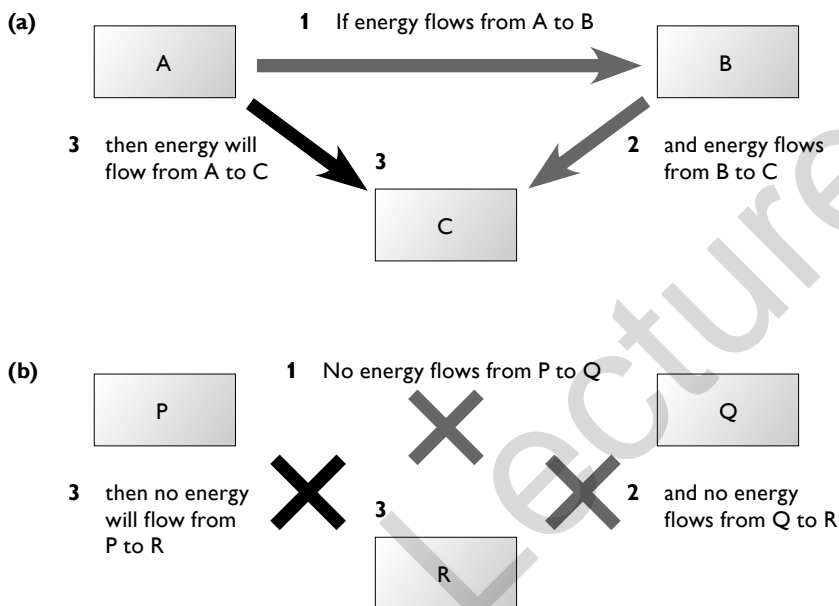 (a)
1 If energy flows from A to B
A
B
3 then energy will
flow from A to C
3
2 and energy flows
from B to C
C
(b)
1 No energy flows from P to Q
P
Q
3 then no energy
will flow from
P to R
3
2 and no energy
flows from Q to R
R
Lecture